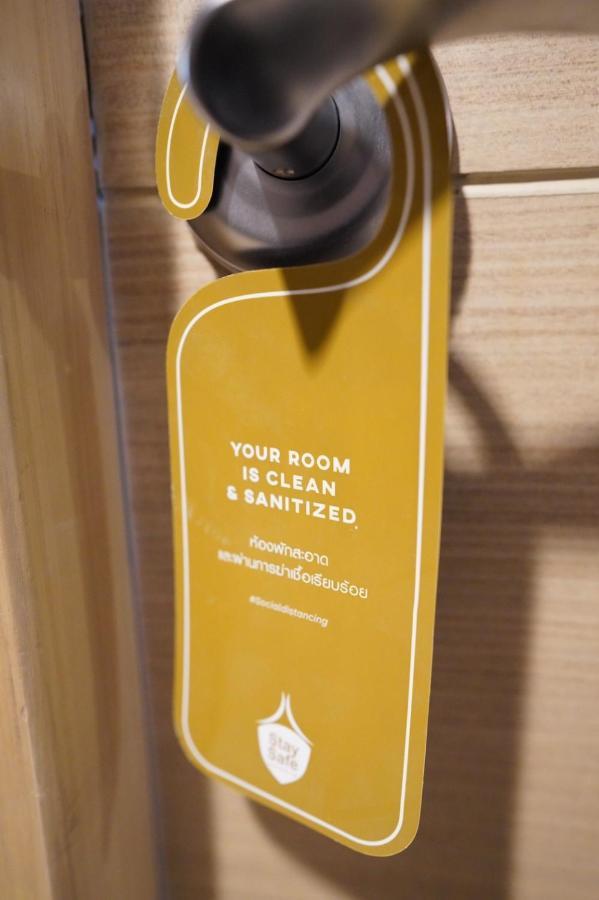 YOUR ROOM
IS CLEAN
& SANITIZED.
ห้องพักสะอาด
และผ่านการฆ่าเชื้อเรียบร้อย
#Socialdistancing
Stay
Safe